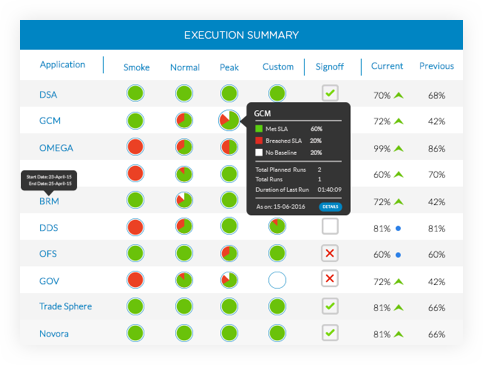 EXECUTION SUMMARY
Application Smoke Normal Peak Custom Signoff Current Previous
DSA 70% 68%
GCM 72% 42%
OMEGA 99% 86%
60% 70%
BRM 72% 42%
DDS 81% 81%
OFS 60% 60%
GOV 72% 42%
Trade Sphere 81% 66%
Novora 81% 66%
Start Date: 23-April-15
End Date: 25-April-15
GCM
Met SLA 60%
Breached SLA 20%
No Baseline 20%
Total Planned Runs 2
Total Runs 1
Duration of Last Run 01:40:09
As on: 15-06-2016 DETAILS